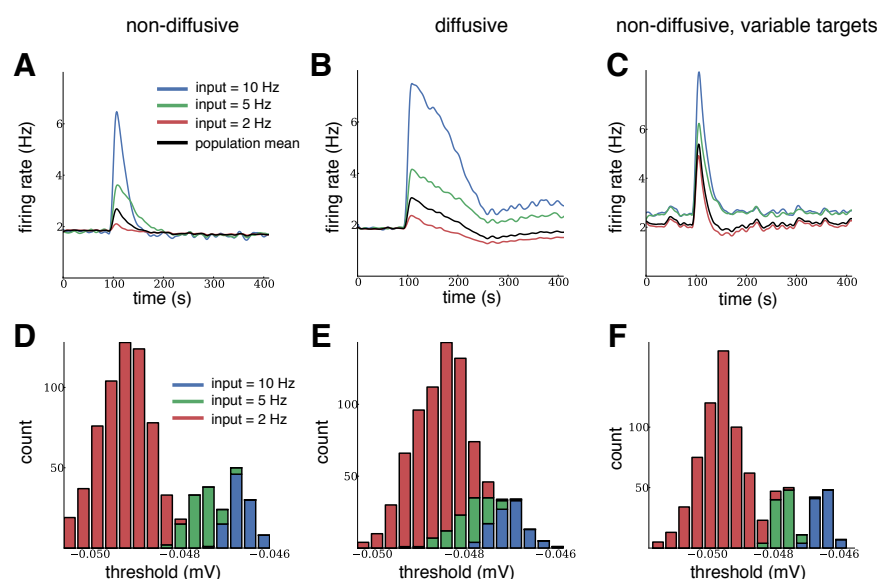 non-diffusive
diffusive
non-diffusive, variable targets
A
firing rate (Hz)
6
4
2
0
100
200
300
400
time (s)
input = 10 Hz
input = 5 Hz
input = 2 Hz
population mean
B
firing rate (Hz)
6
4
2
0
100
200
300
400
time (s)
C
firing rate (Hz)
6
4
2
0
100
200
300
400
time (s)
D
count
100
50
−0.050
−0.048
−0.046
threshold (mV)
input = 10 Hz
input = 5 Hz
input = 2 Hz
E
count
100
50
−0.050
−0.048
−0.046
threshold (mV)
F
count
100
50
−0.050
−0.048
−0.046
threshold (mV)